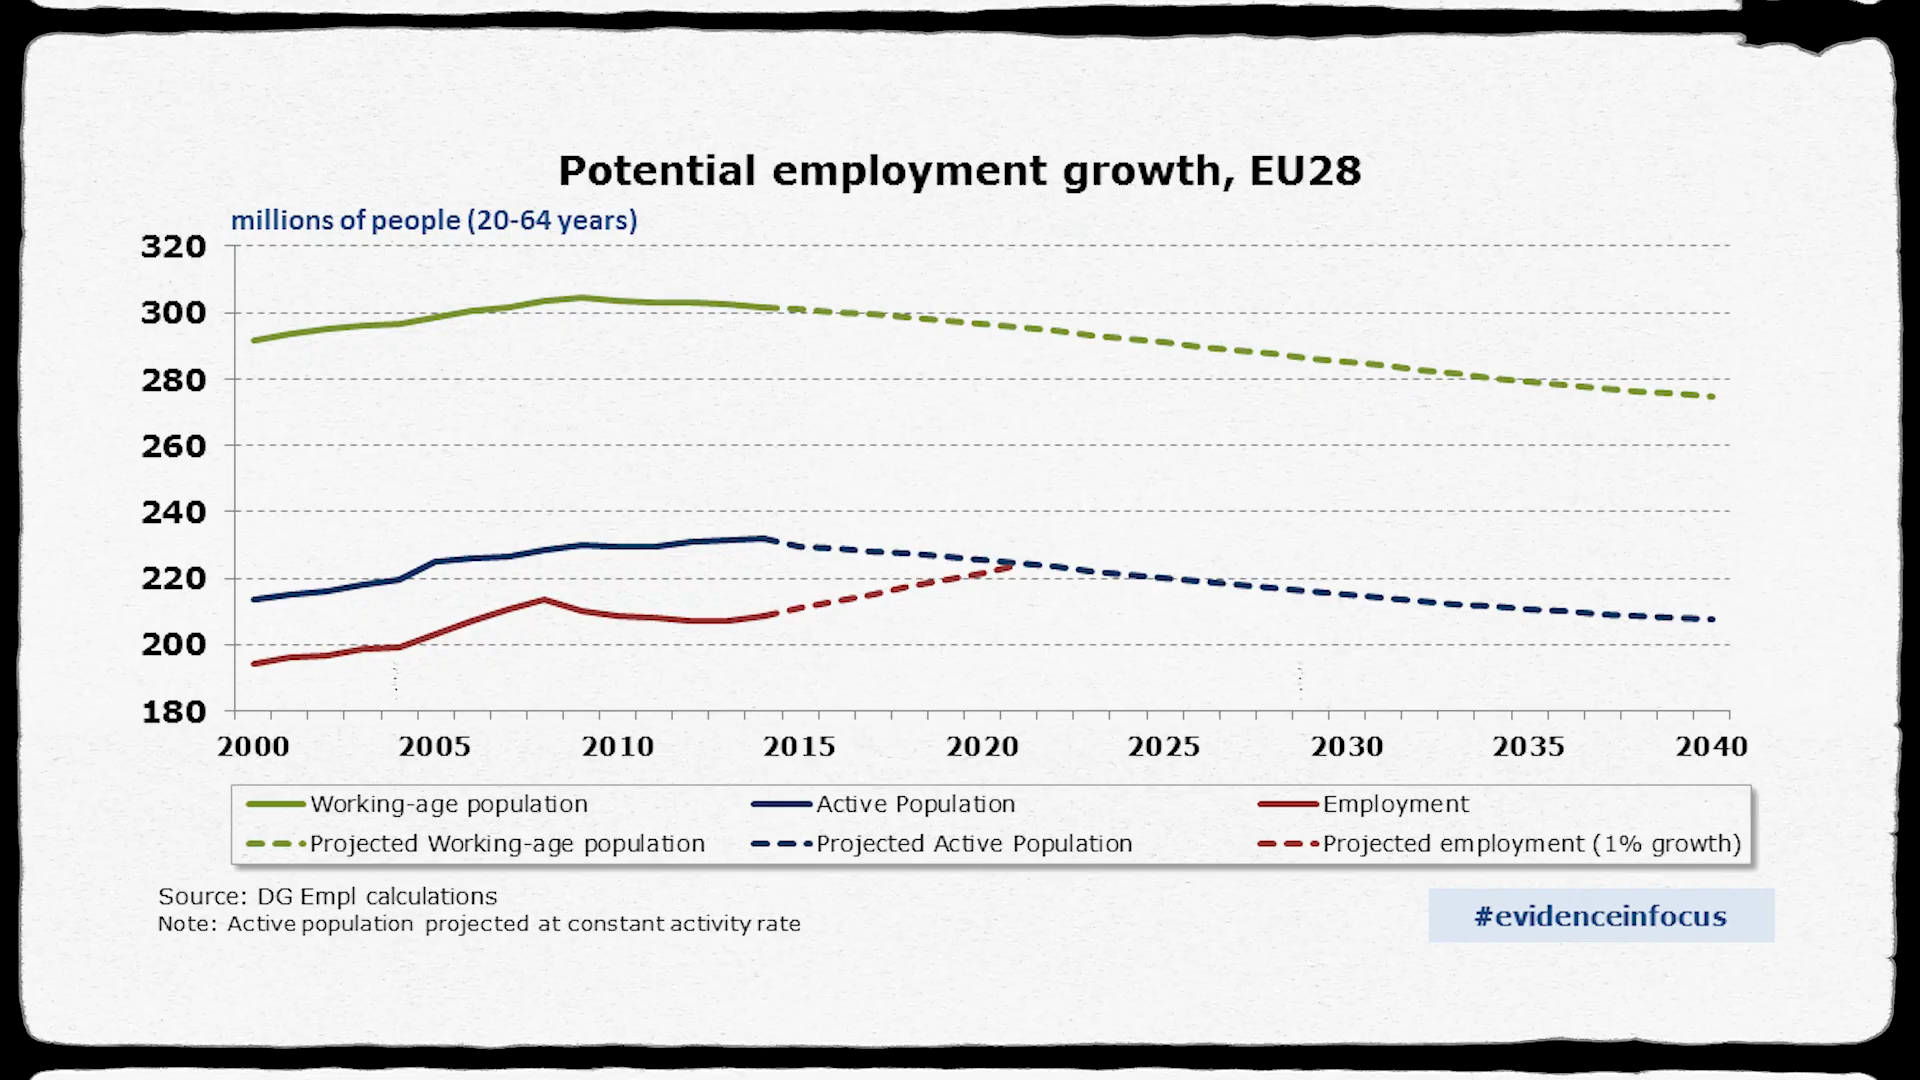 Potential employment growth, EU28
millions of people (20-64 years)
320
300
280
260
240
220
200
180
2000 2005 2010 2015 2020 2025 2030 2035 2040
Working-age population Active Population Employment
Projected Working-age population Projected Active Population Projected employment (1% growth)
Source: DG Empl calculations
Note: Active population projected at constant activity rate
#evidenceinfocus